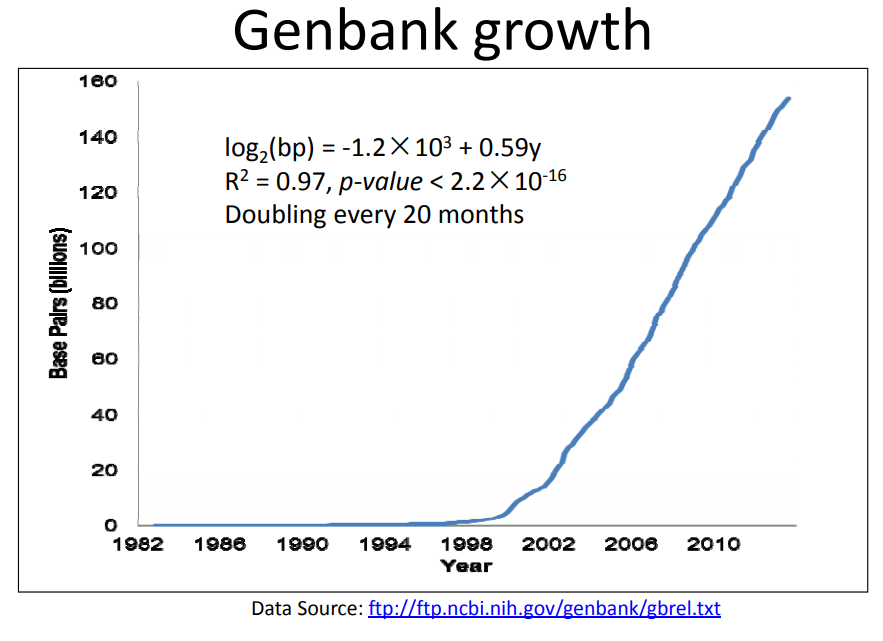 Genbank growth
160
140
120
100
80
60
40
20
0
Base Pairs (billions)
log₂(bp) = -1.2×10³ + 0.59y
R² = 0.97, p-value < 2.2×10⁻¹⁶
Doubling every 20 months
1982 1986 1990 1994 1998 2002 2006 2010
Year
Data Source: ftp://ftp.ncbi.nih.gov/genbank/gbrel.txt